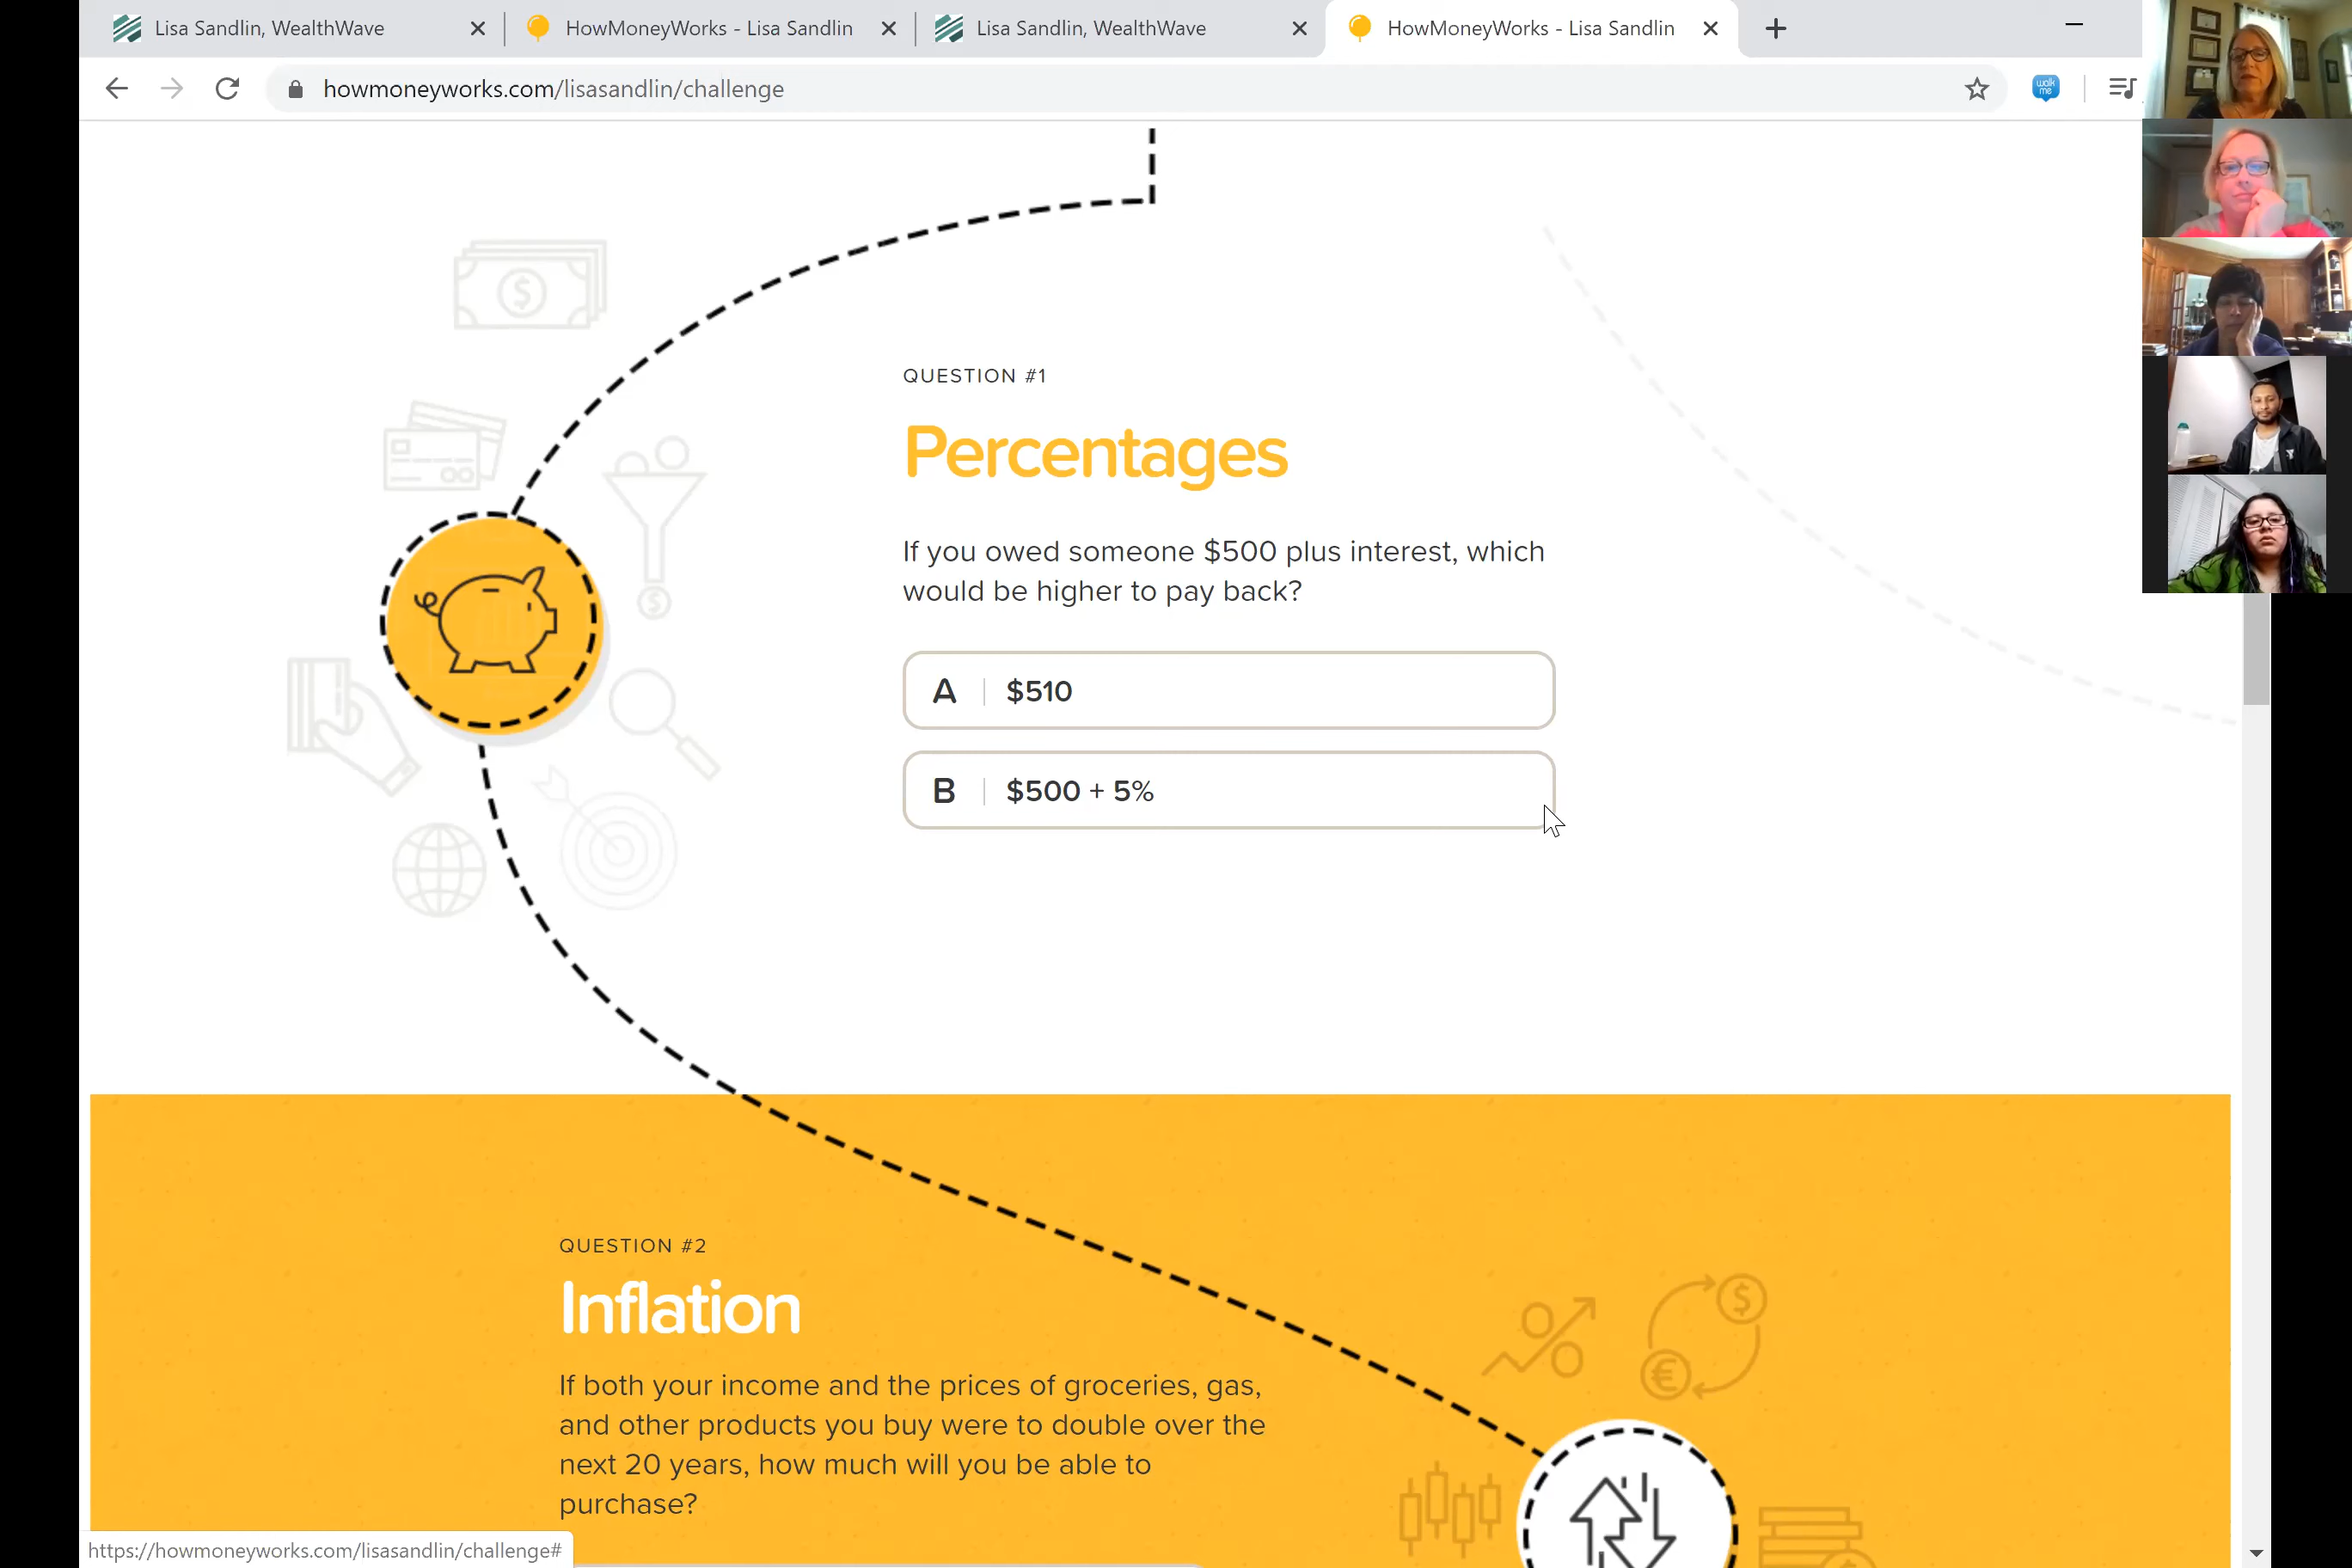 Lisa Sandlin, WealthWave
HowMoneyWorks - Lisa Sandlin
Lisa Sandlin, WealthWave
HowMoneyWorks - Lisa Sandlin
howmoneyworks.com/lisasandlin/challenge
walk
me
QUESTION #1
Percentages
If you owed someone $500 plus interest, which
would be higher to pay back?
A | $510
B | $500 + 5%
QUESTION #2
Inflation
If both your income and the prices of groceries, gas,
and other products you buy were to double over the
next 20 years, how much will you be able to
purchase?
https://howmoneyworks.com/lisasandlin/challenge#